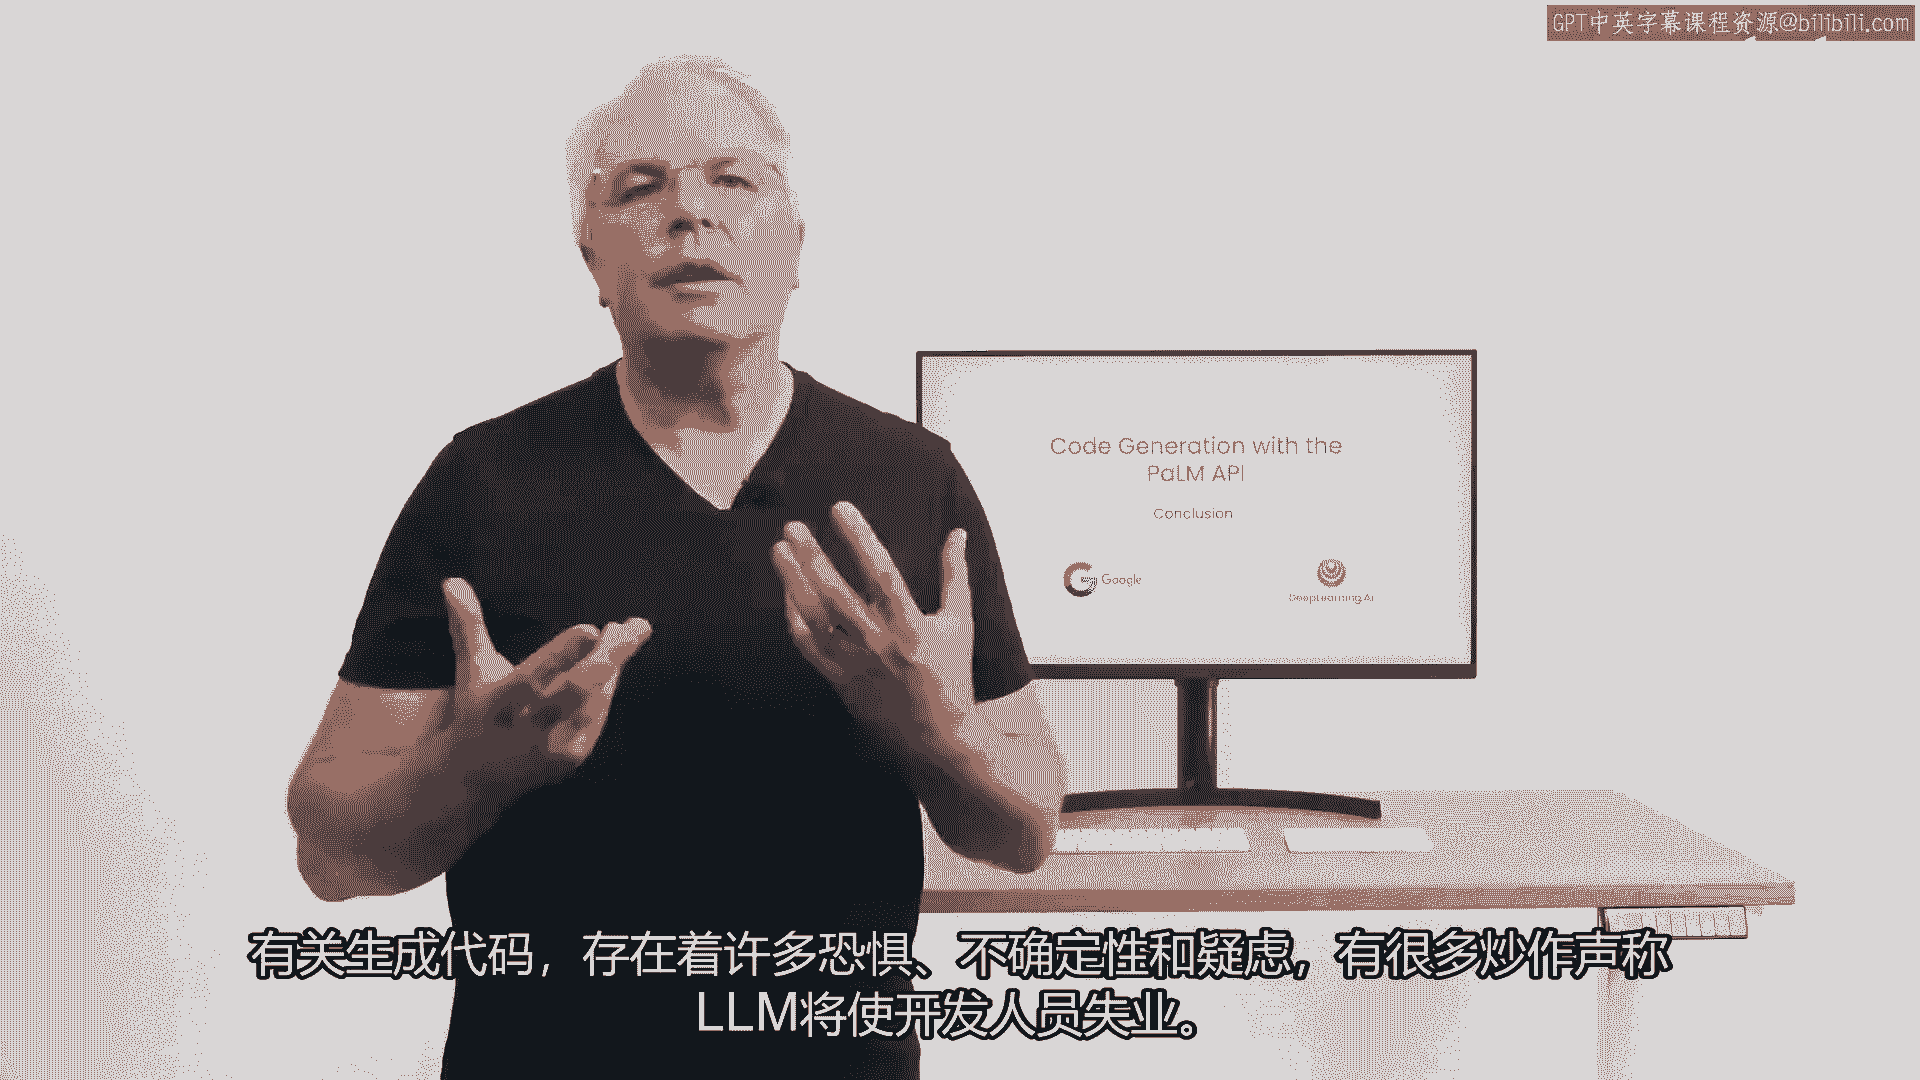 GPT中英字幕课程资源@bilibili.com
Code Generation with the
PaLM API
Conclusion
Google
DeepLearning.AI
有关生成代码，存在着许多恐惧、不确定性和疑虑，有很多炒作声称
LLM将使开发人员失业。